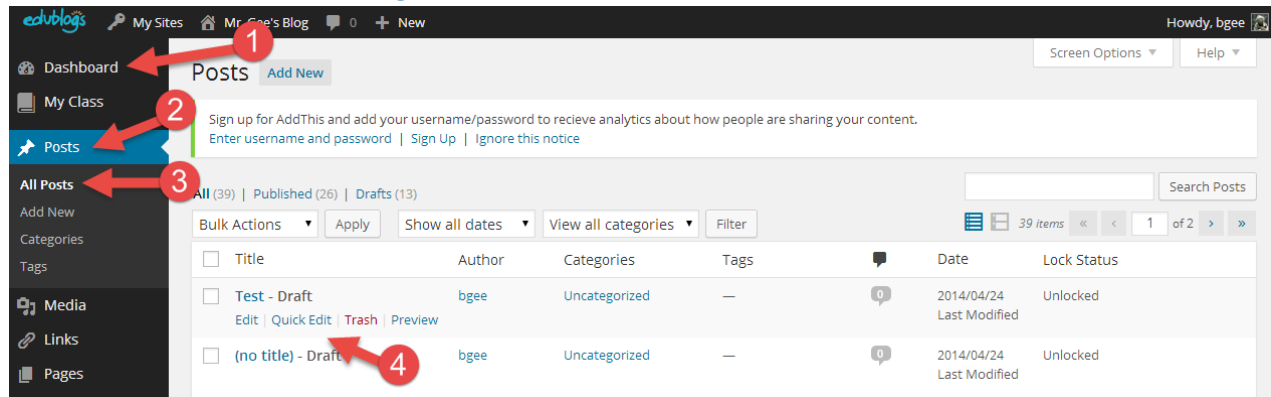 edublogs My Sites Mr. Gee's Blog 0 + New Howdy, bgee
1
Dashboard
My Class
2
Posts
3
All Posts
Add New
Categories
Tags
Media
Links
Pages
Posts Add New
Screen Options ▼ Help ▼
Sign up for AddThis and add your username/password to recieve analytics about how people are sharing your content.
Enter username and password | Sign Up | Ignore this notice
All (39) | Published (26) | Drafts (13)
Search Posts
Bulk Actions ▼ Apply Show all dates ▼ View all categories ▼ Filter
39 items « ‹ 1 of 2 › »
Title Author Categories Tags Date Lock Status
Test - Draft bgee Uncategorized — 0 2014/04/24 Unlocked
Edit | Quick Edit | Trash | Preview Last Modified
4
(no title) - Draft bgee Uncategorized — 0 2014/04/24 Unlocked
Last Modified